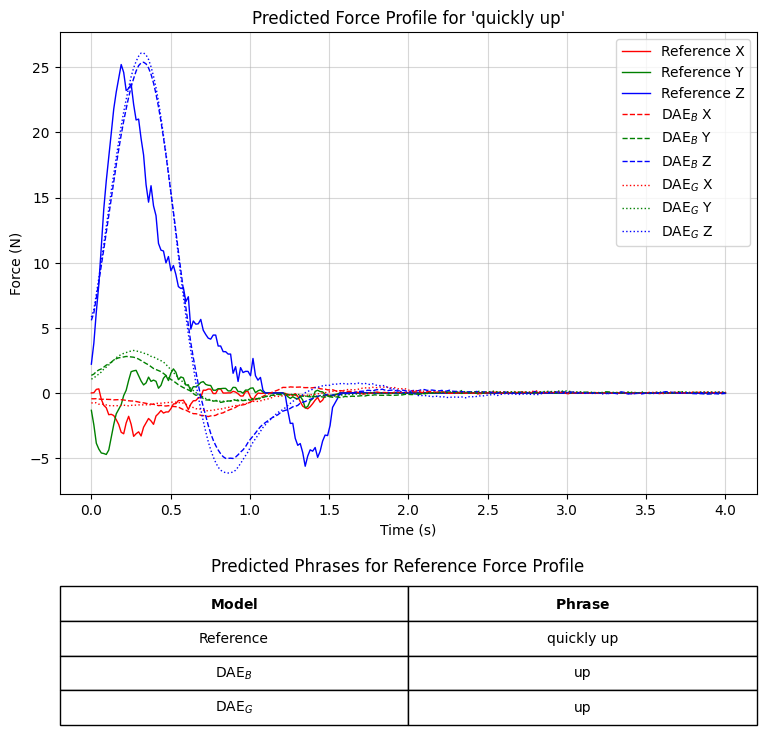 Predicted Force Profile for 'quickly up'
Force (N)
25
20
15
10
5
0
−5
Reference X
Reference Y
Reference Z
DAE_B X
DAE_B Y
DAE_B Z
DAE_G X
DAE_G Y
DAE_G Z
0.0 0.5 1.0 1.5 2.0 2.5 3.0 3.5 4.0
Time (s)
Predicted Phrases for Reference Force Profile
Model Phrase
Reference quickly up
DAE_B up
DAE_G up